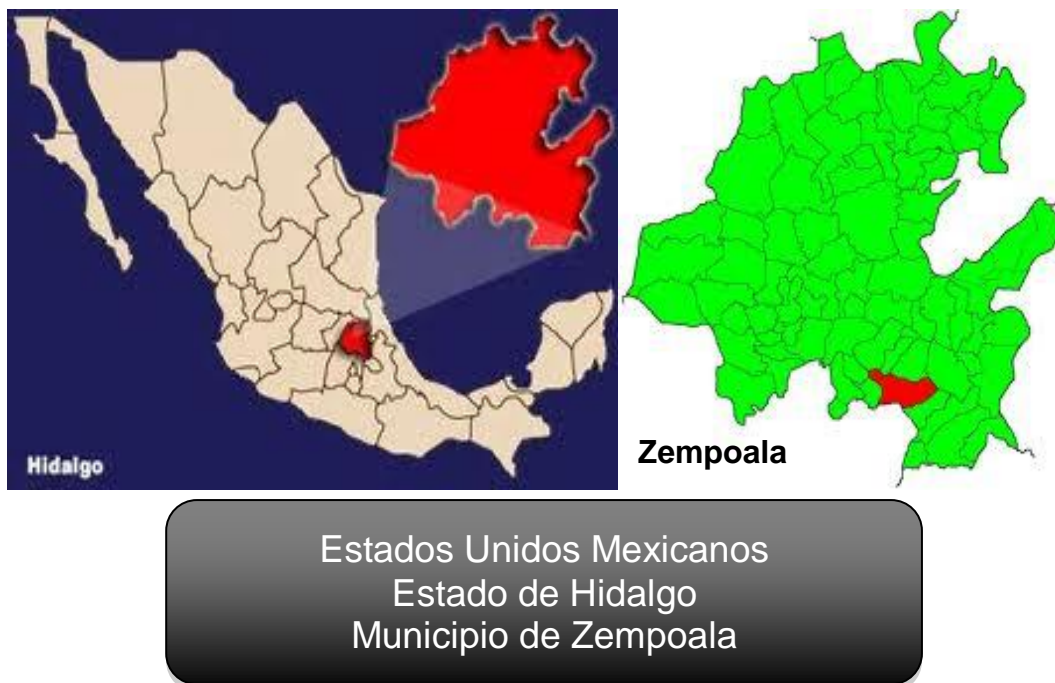 Hidalgo
Zempoala
Estados Unidos Mexicanos
Estado de Hidalgo
Municipio de Zempoala